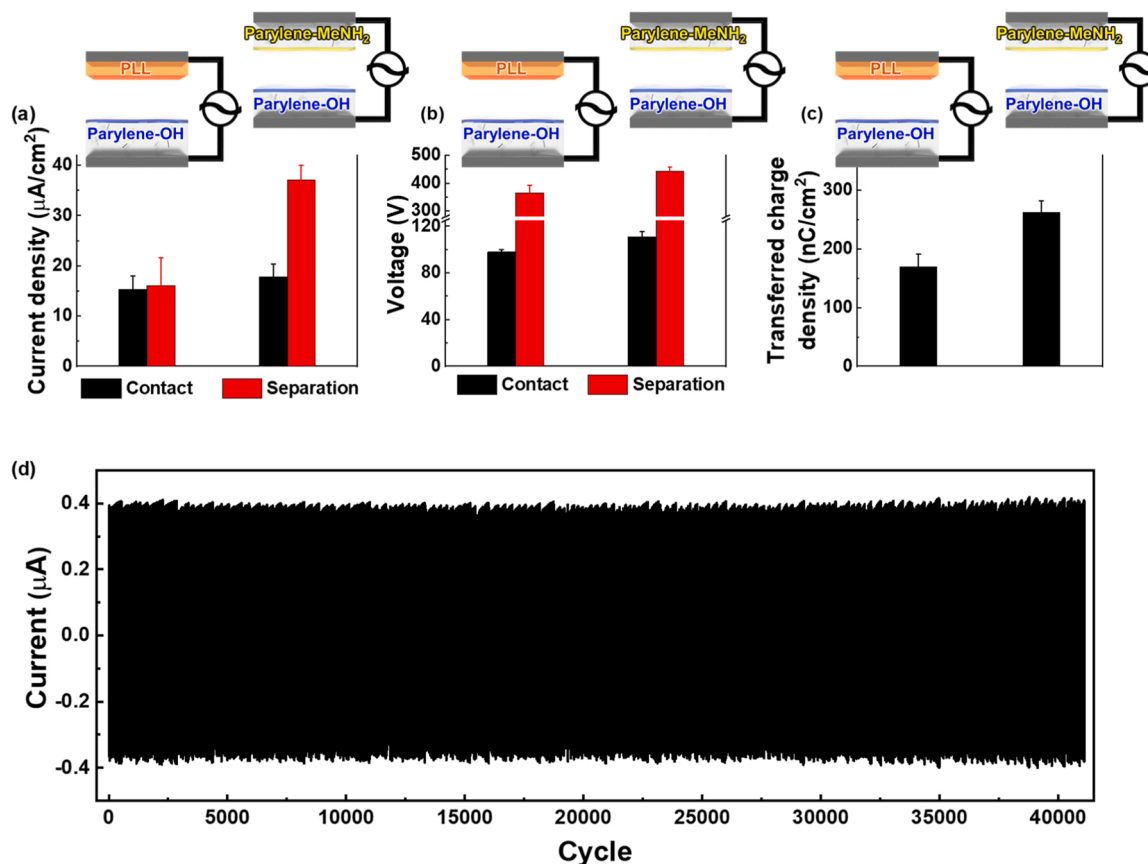 Parylene-MeNH2
PLL
(a)
Parylene-OH
Parylene-OH
Current density (μA/cm2)
40
30
20
10
0
Contact
Separation
Parylene-MeNH2
PLL
(b)
Parylene-OH
Parylene-OH
Voltage (V)
500
400
300
200
120
80
40
0
Contact
Separation
Parylene-MeNH2
PLL
(c)
Parylene-OH
Parylene-OH
Transferred charge
density (nC/cm2)
300
200
100
0
(d)
Current (μA)
0.4
0.2
0.0
-0.2
-0.4
0
5000
10000
15000
20000
25000
30000
35000
40000
Cycle